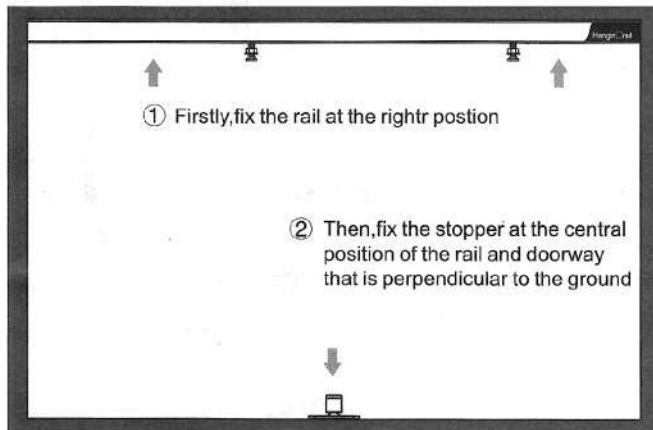 ① Firstly,fix the rail at the rightr postion
② Then,fix the stopper at the central
position of the rail and doorway
that is perpendicular to the ground